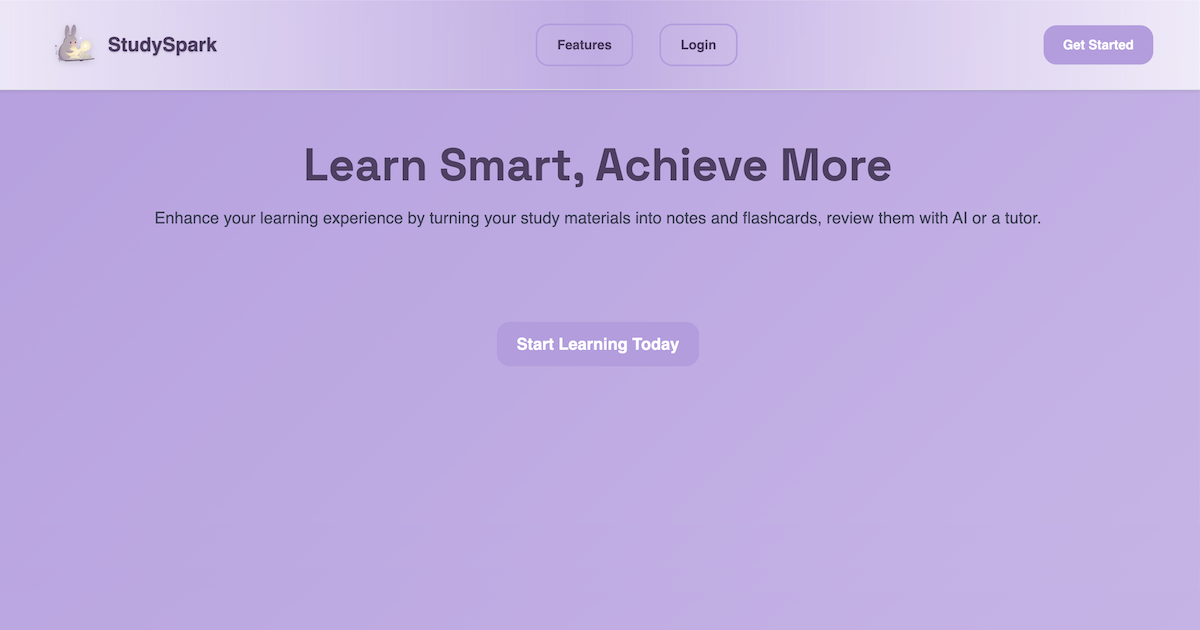 StudySpark
Features
Login
Get Started
Learn Smart, Achieve More
Enhance your learning experience by turning your study materials into notes and flashcards, review them with AI or a tutor.
Start Learning Today